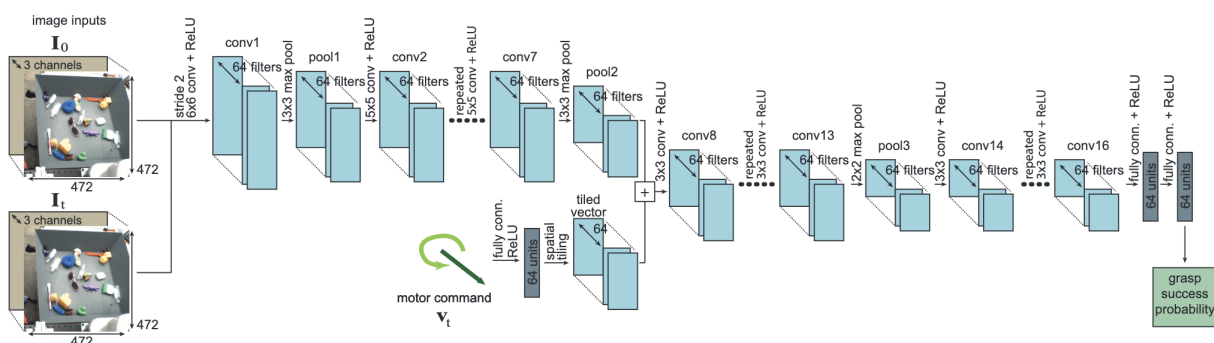 image inputs
I0
3 channels
472
472
It
3 channels
472
472
stride 2
6x6 conv + ReLU
conv1
64 filters
3x3 max pool
pool1
64 filters
5x5 conv + ReLU
conv2
64 filters
repeated
5x5 conv + ReLU
conv7
64 filters
3x3 max pool
pool2
64 filters
motor command
vt
fully conn.
ReLU
64 units
spatial
tiling
tiled
vector
64
+
3x3 conv + ReLU
conv8
64 filters
repeated
3x3 conv + ReLU
conv13
64 filters
2x2 max pool
pool3
64 filters
3x3 conv + ReLU
conv14
64 filters
repeated
3x3 conv + ReLU
conv16
64 filters
fully conn. + ReLU
64 units
fully conn. + ReLU
64 units
grasp
success
probability